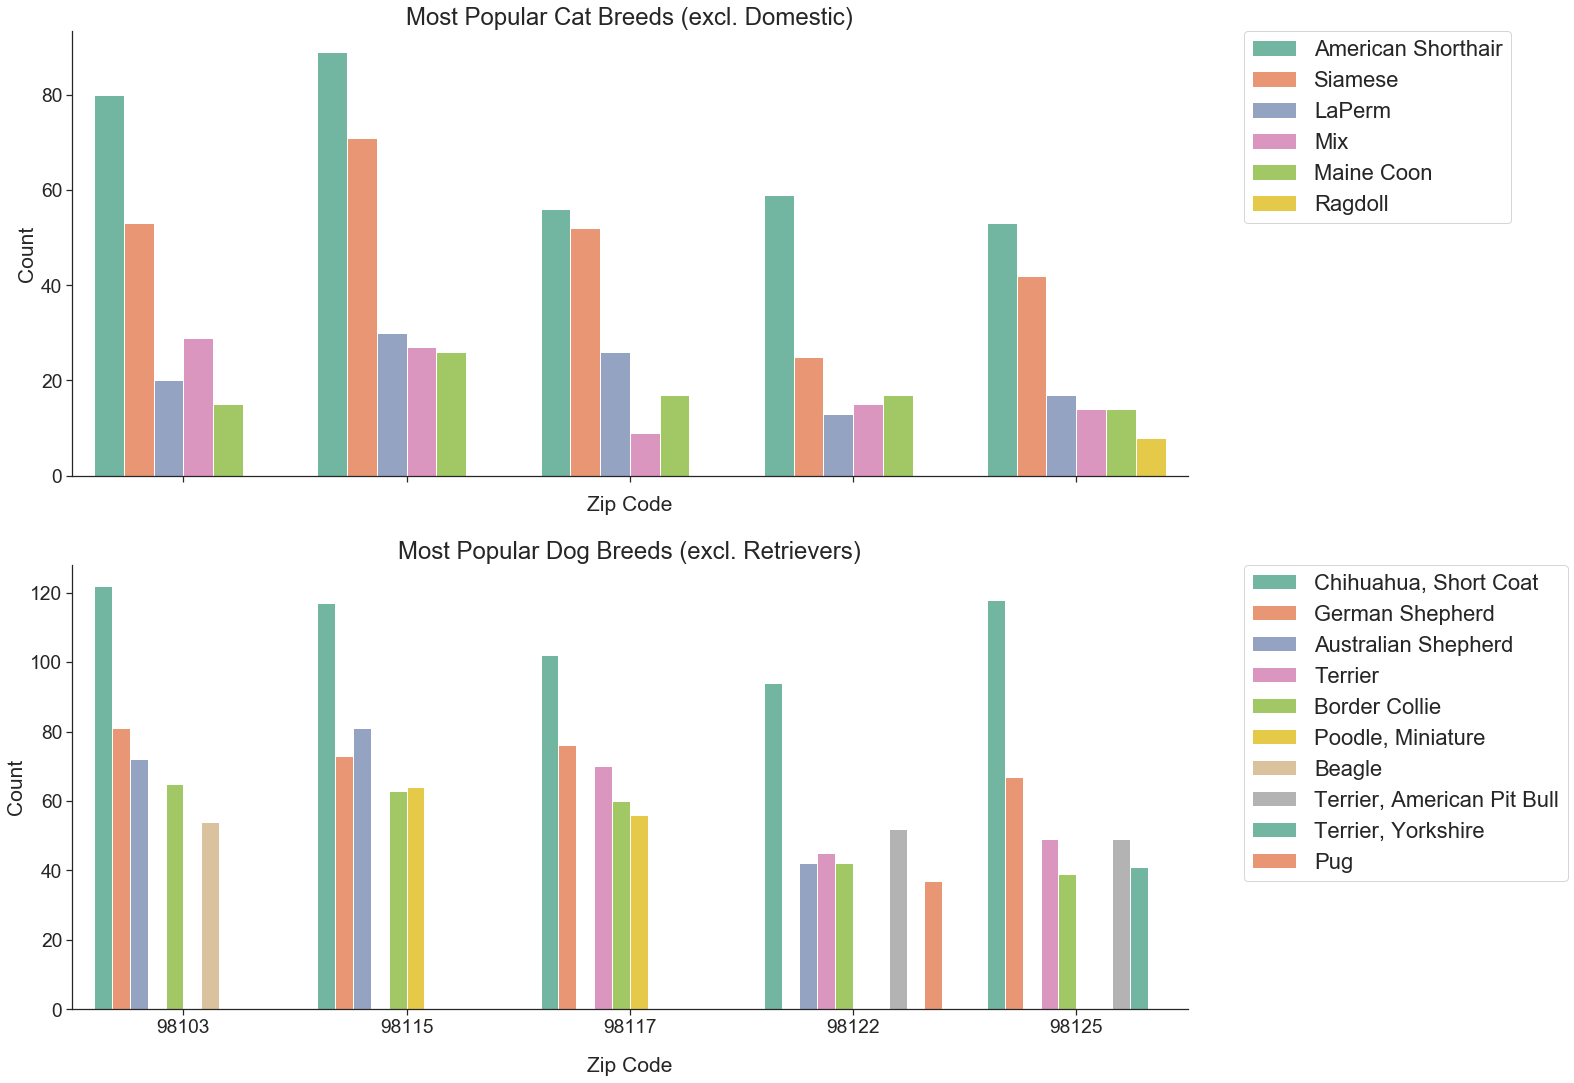 Most Popular Cat Breeds (excl. Domestic)
Count
80
60
40
20
0
Zip Code
American Shorthair
Siamese
LaPerm
Mix
Maine Coon
Ragdoll
Most Popular Dog Breeds (excl. Retrievers)
Count
120
100
80
60
40
20
0
98103 98115 98117 98122 98125
Zip Code
Chihuahua, Short Coat
German Shepherd
Australian Shepherd
Terrier
Border Collie
Poodle, Miniature
Beagle
Terrier, American Pit Bull
Terrier, Yorkshire
Pug